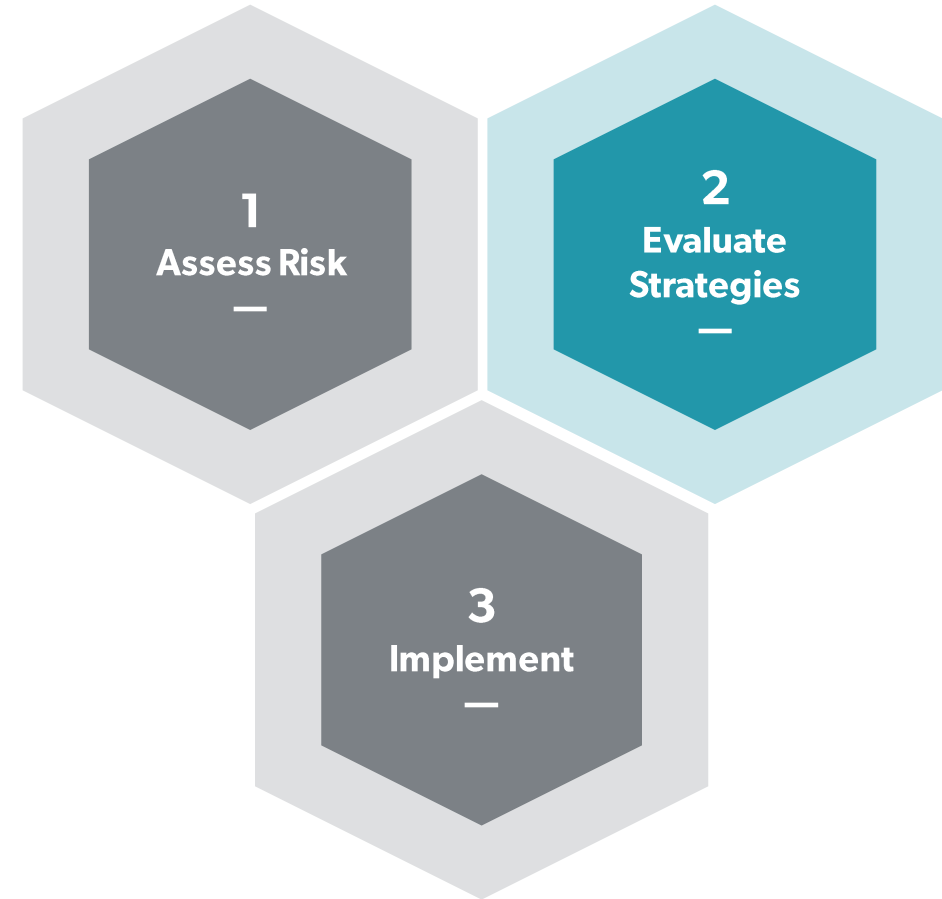 1
Assess Risk
2
Evaluate
Strategies
3
Implement